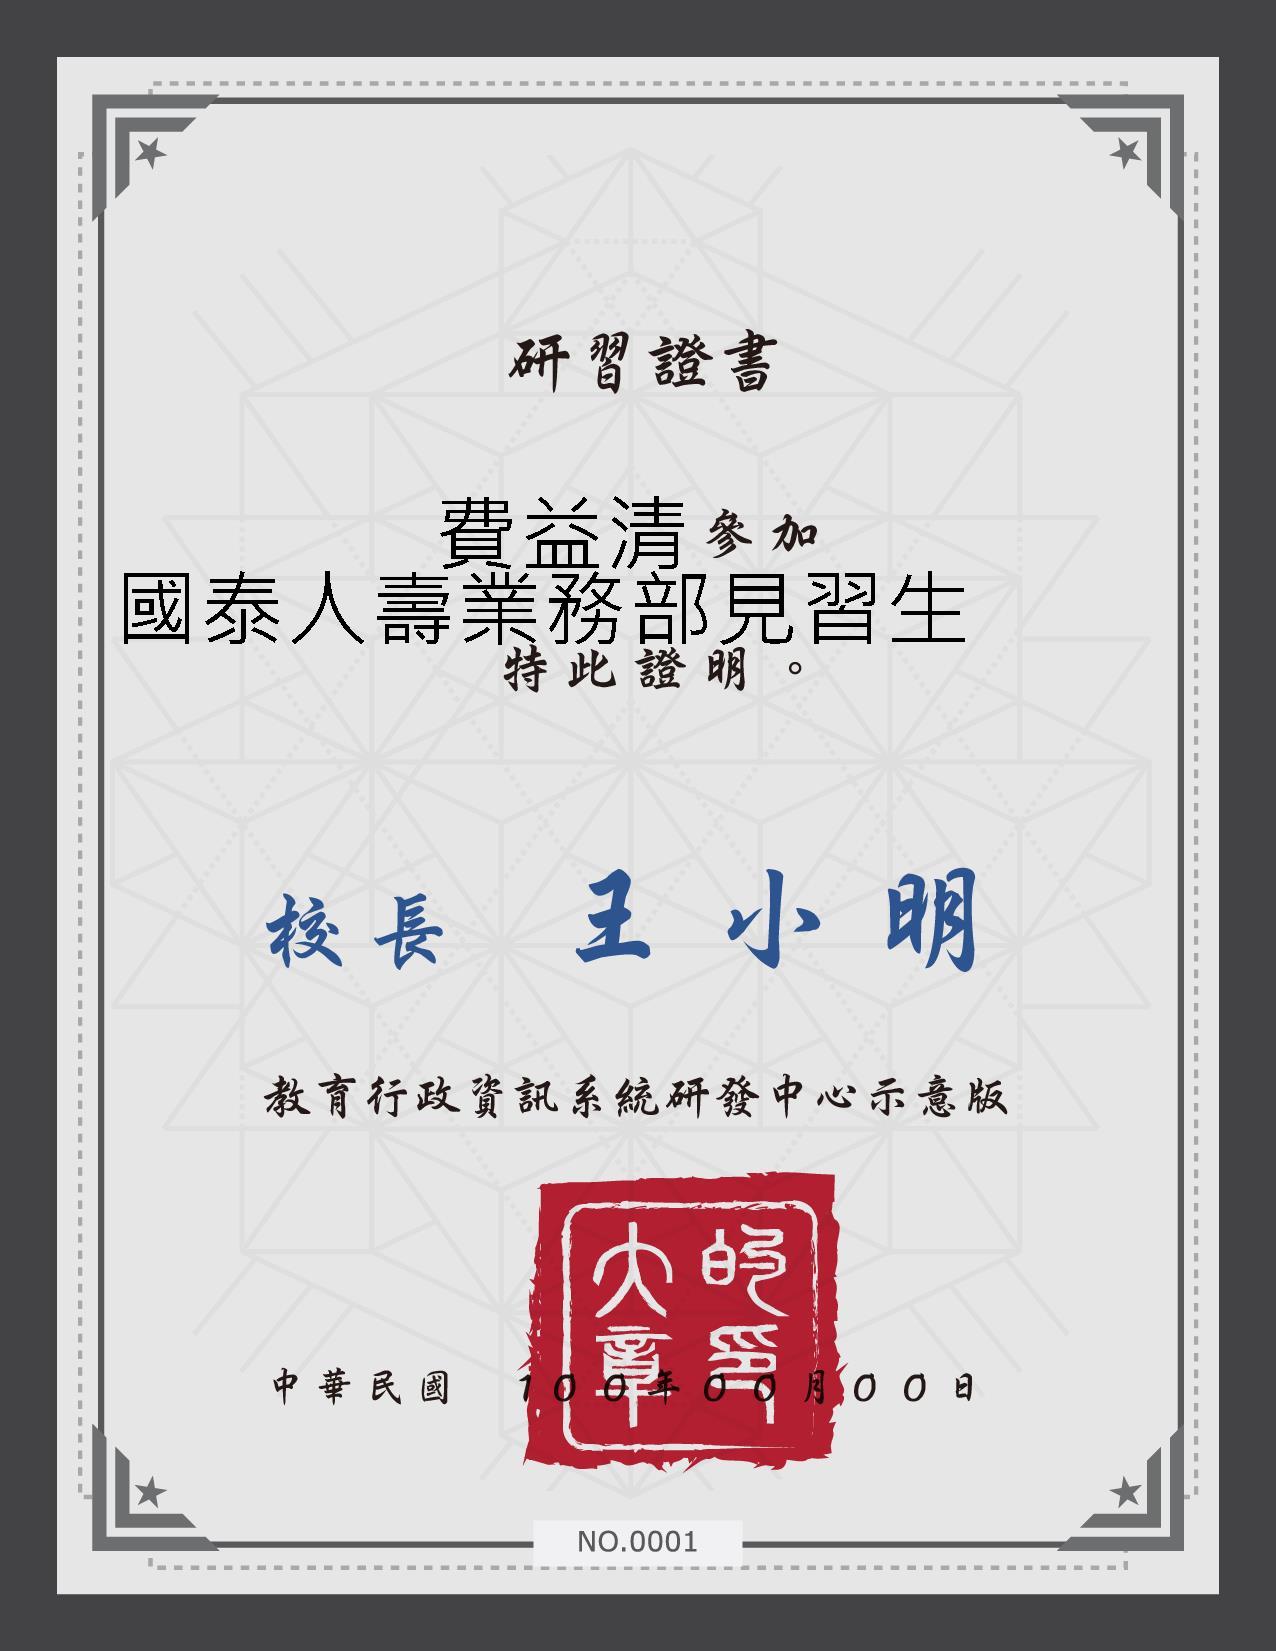 研習證書
費益清參加
國泰人壽業務部見習生
特此證明。
校長 王小明
教育行政資訊系統研發中心示意版
的印
大章
中華民國 100年00月00日
NO.0001